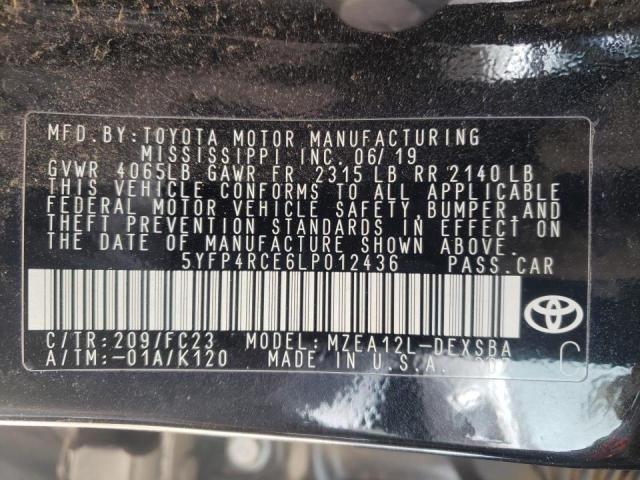 MFD.BY:TOYOTA MOTOR MANUFACTURING
MISSISSIPPI INC. 06/19
GVWR 4065LB GAWR FR 2315 LB RR 2140 LB
THIS VEHICLE CONFORMS TO ALL APPLICABLE
FEDERAL MOTOR VEHICLE SAFETY, BUMPER, AND
THEFT PREVENTION STANDARDS IN EFFECT ON
THE DATE OF MANUFACTURE SHOWN ABOVE.
5YFP4RCE6LP012436 PASS.CAR
C/TR:209/FC23 MODEL:MZEA12L-DEXSBA
A/TM:-01A/K120 MADE IN U.S.A.
TOYOTA
C